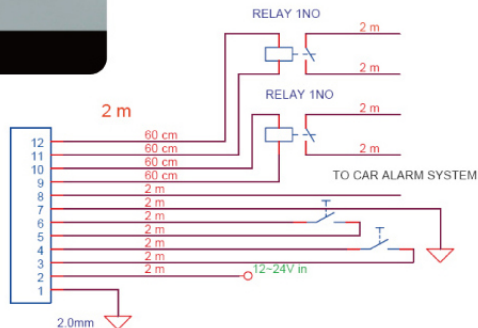 RELAY 1NO
2 m
2 m
RELAY 1NO
2 m
2 m
2 m
12 60 cm
11 60 cm
10 60 cm
9 60 cm
TO CAR ALARM SYSTEM
8 2 m
7 2 m
6 2 m
5 2 m
4 2 m
3 2 m
2 2 m 12~24V in
1
2.0mm